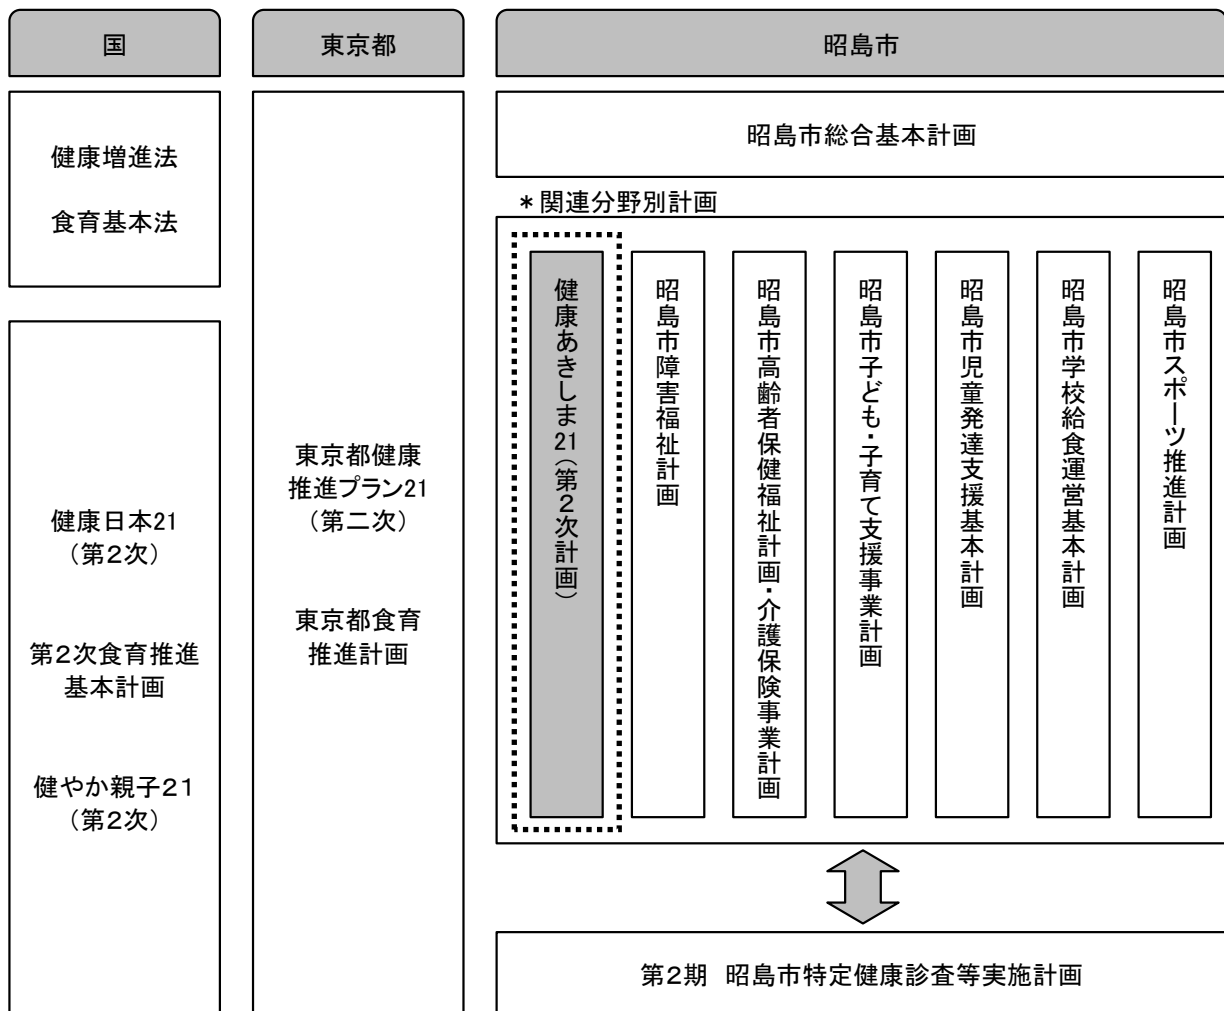 国
東京都
昭島市
健康増進法
食育基本法
健康日本21
（第２次）
第２次食育推進
基本計画
健やか親子２１
（第２次）
東京都健康
推進プラン21
（第二次）
東京都食育
推進計画
昭島市総合基本計画
＊関連分野別計画
健康あきしま21（第２次計画）
昭島市障害福祉計画
昭島市高齢者保健福祉計画・介護保険事業計画
昭島市子ども・子育て支援事業計画
昭島市児童発達支援基本計画
昭島市学校給食運営基本計画
昭島市スポーツ推進計画
第２期 昭島市特定健康診査等実施計画